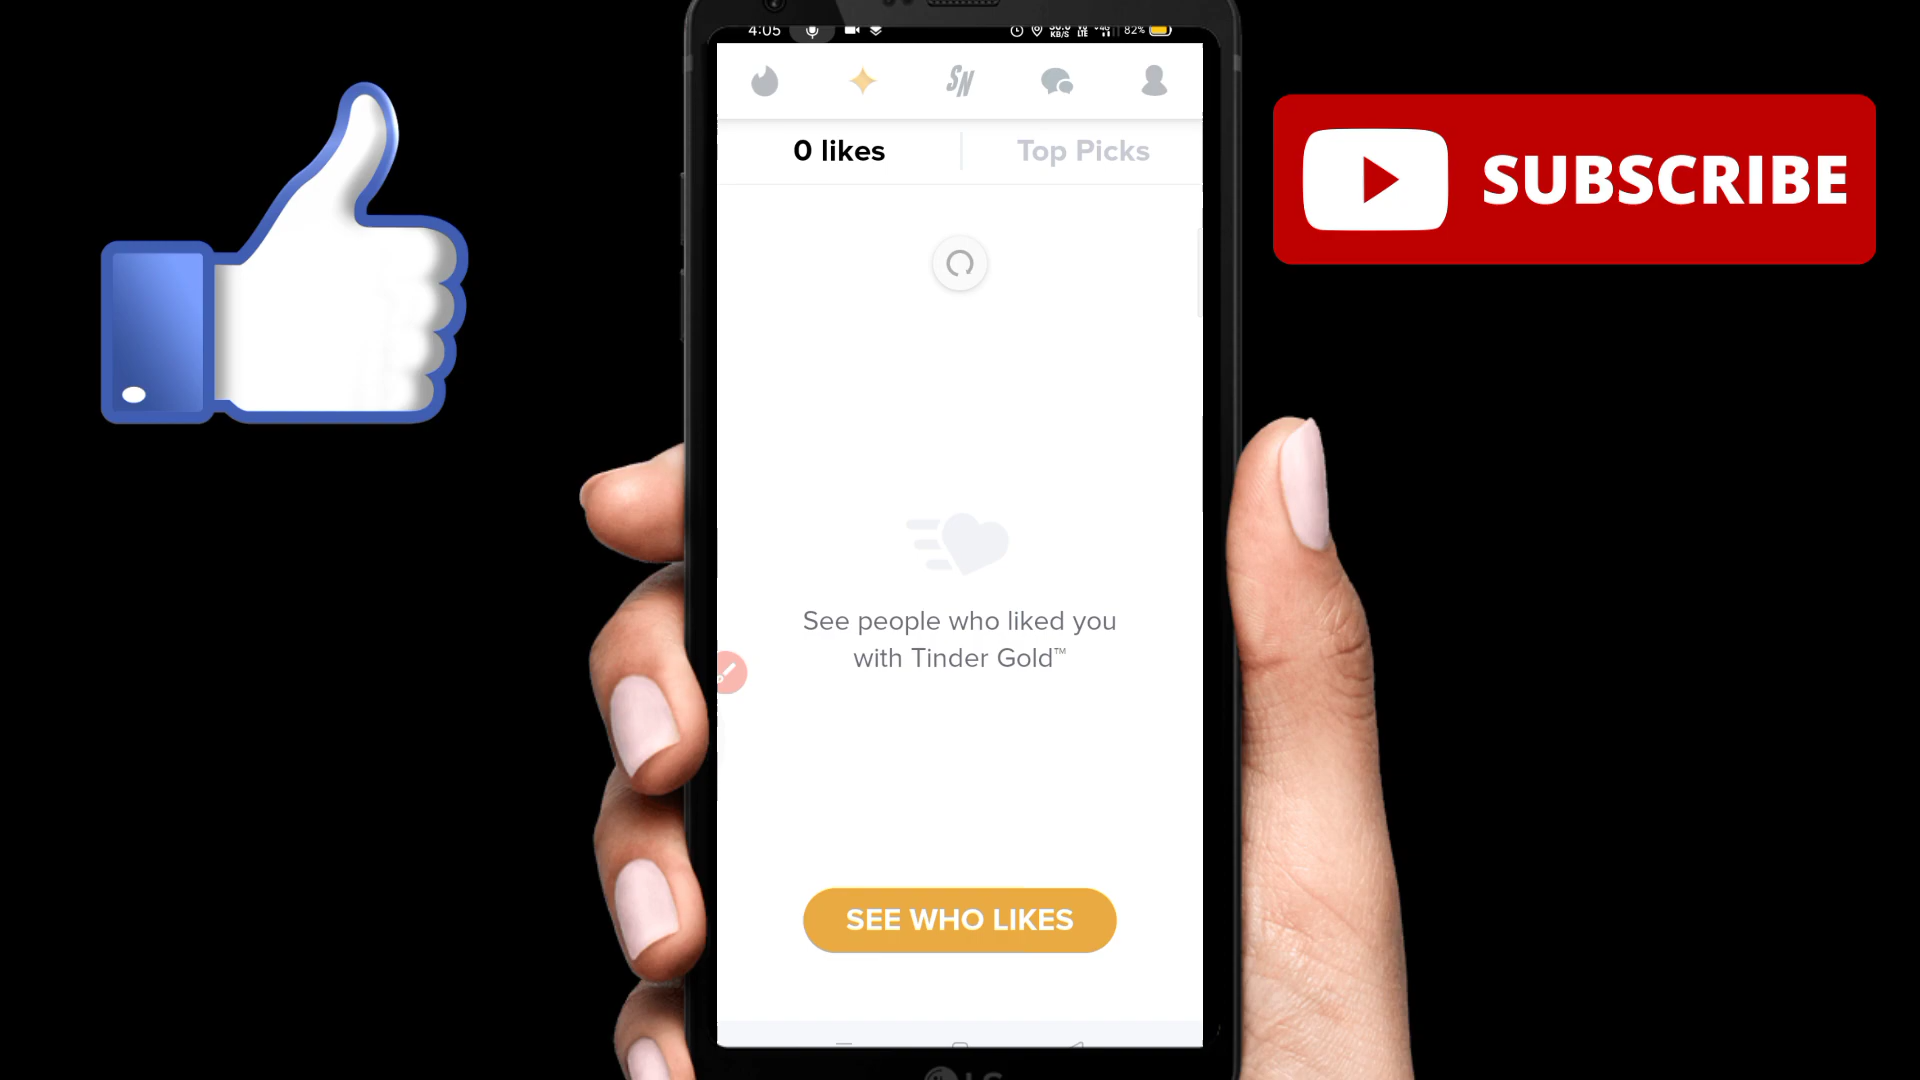 4:05
82%
SN
0 likes
Top Picks
SUBSCRIBE
See people who liked you
with Tinder Gold™
SEE WHO LIKES